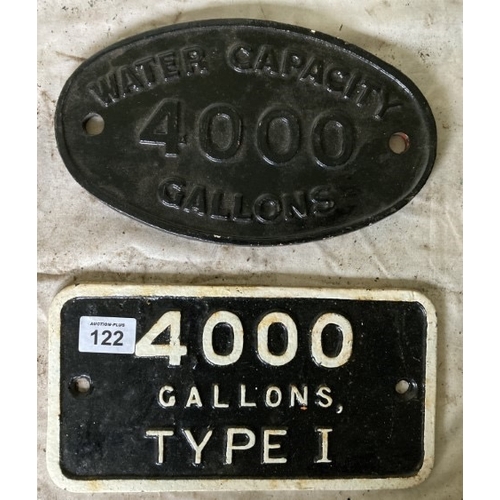 WATER CAPACITY
4000
GALLONS
AUCTION-PLUS
122
4000
GALLONS,
TYPE I